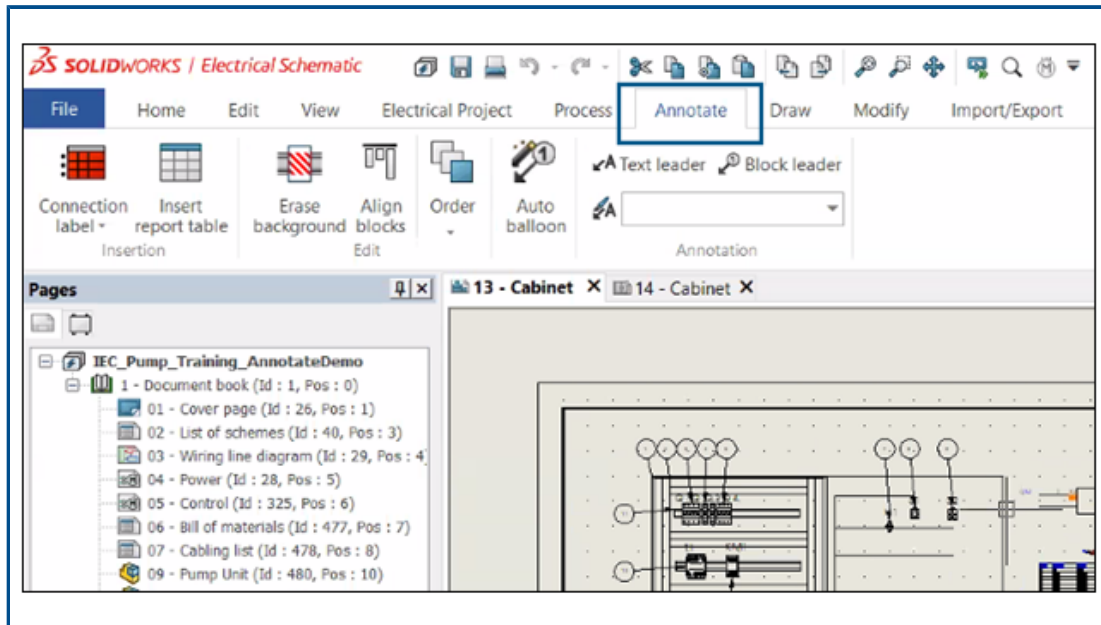 SOLIDWORKS / Electrical Schematic
File Home Edit View Electrical Project Process Annotate Draw Modify Import/Export
Connection label Insert report table Erase background Align blocks Order Auto balloon Text leader Block leader
Insertion Edit Annotation
Pages
13 - Cabinet 14 - Cabinet
IEC_Pump_Training_AnnotateDemo
1 - Document book (Id : 1, Pos : 0)
01 - Cover page (Id : 26, Pos : 1)
02 - List of schemes (Id : 40, Pos : 3)
03 - Wiring line diagram (Id : 29, Pos : 4
04 - Power (Id : 28, Pos : 5)
05 - Control (Id : 325, Pos : 6)
06 - Bill of materials (Id : 477, Pos : 7)
07 - Cabling list (Id : 478, Pos : 8)
09 - Pump Unit (Id : 480, Pos : 10)